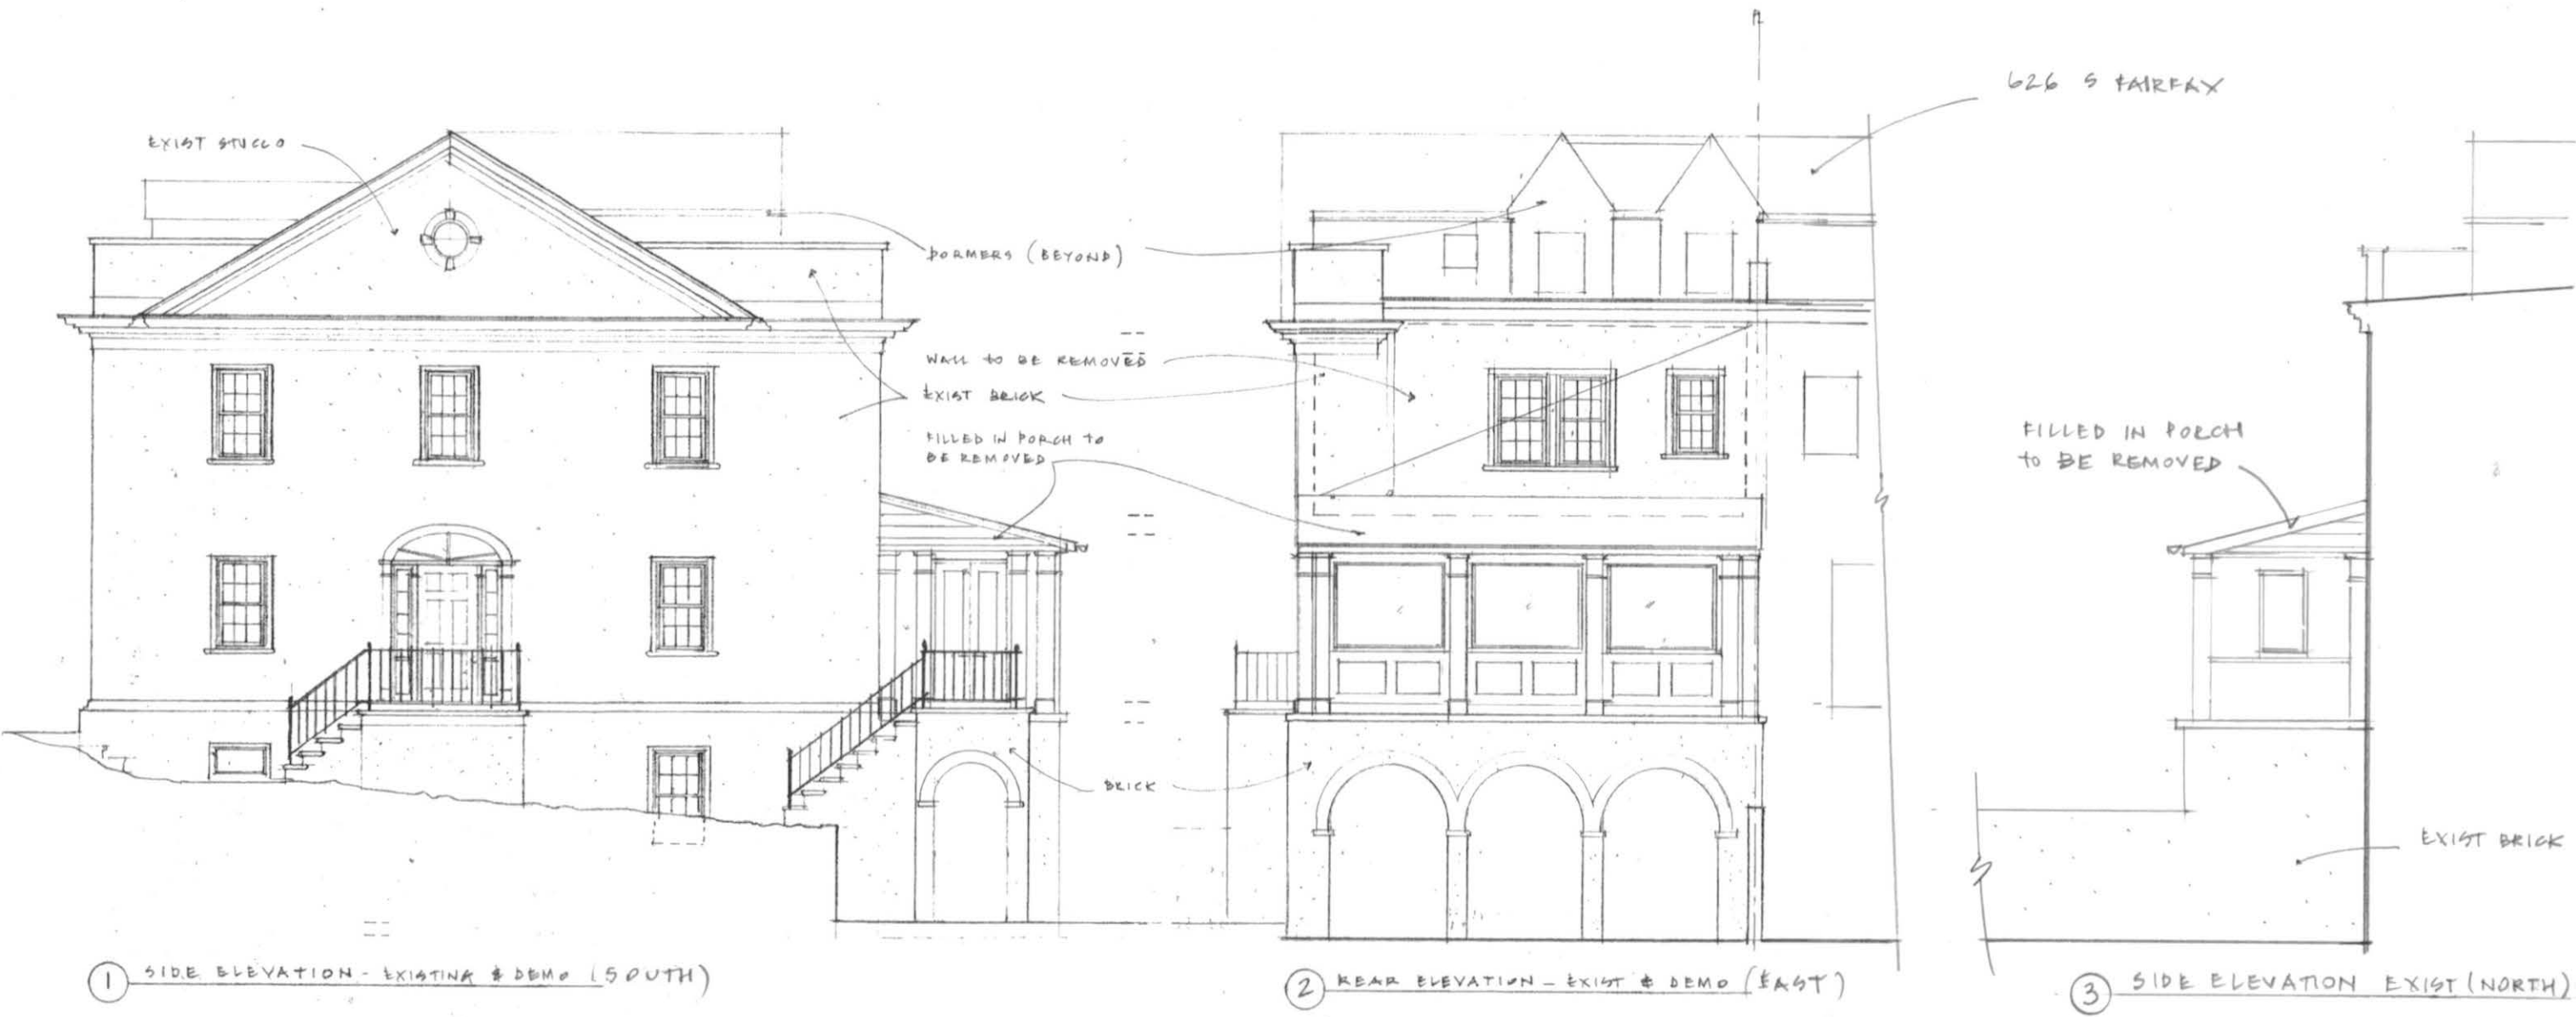 626 S FAIRFAX
EXIST STUCCO
DORMERS (BEYOND)
WALL TO BE REMOVED
EXIST BRICK
FILLED IN PORCH TO
BE REMOVED
FILLED IN PORCH
TO BE REMOVED
BRICK
EXIST BRICK
1 SIDE ELEVATION - EXISTING & DEMO (SOUTH)
2 REAR ELEVATION - EXIST & DEMO (EAST)
3 SIDE ELEVATION EXIST (NORTH)